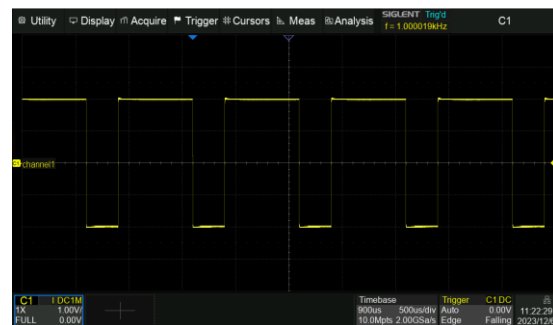 Utility Display Acquire Trigger Cursors Meas Analysis SIGLENT Trig'd C1
f = 1.000019kHz
C1
channel1
C1 DC1M
1X 1.00V/
FULL 0.00V
Timebase
900us 500us/div
10.0Mpts 2.00GSa/s
Trigger C1 DC
Auto 0.00V
Edge Falling
11:22:29